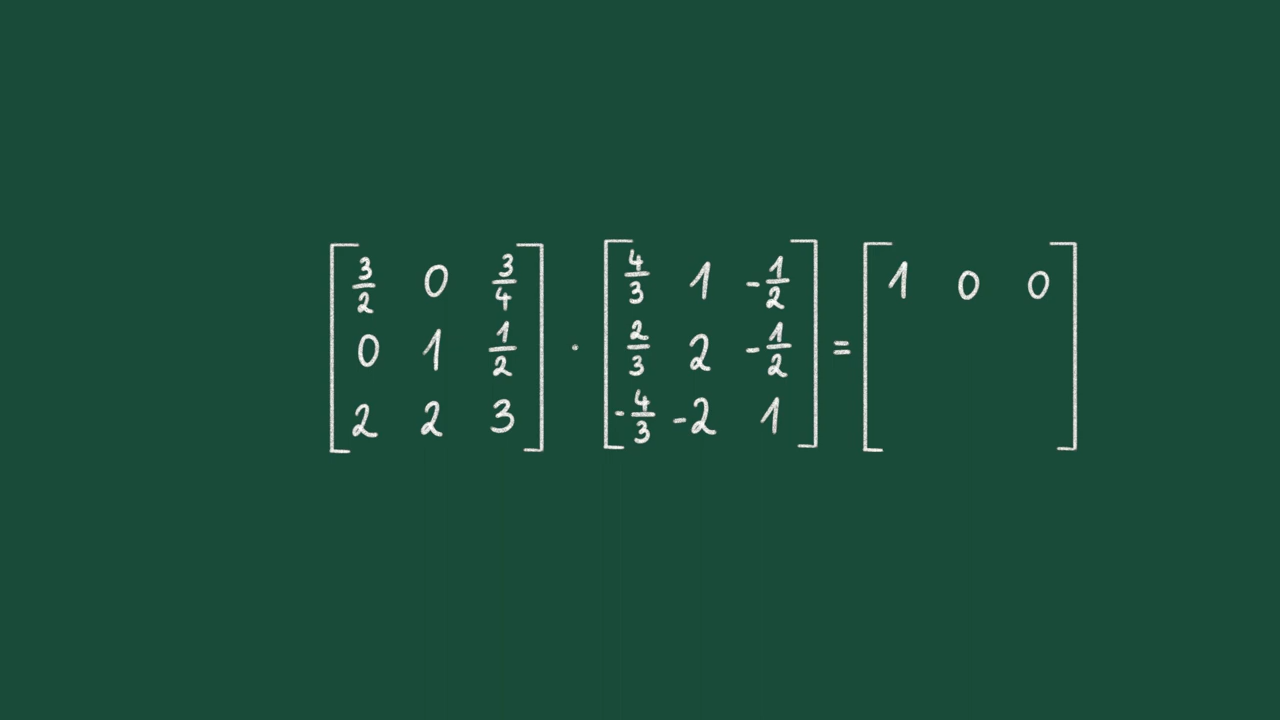 [ 3/2 0 3/4 ] [ 4/3 1 -1/2 ] [ 1 0 0 ]
[ 0 1 1/2 ] · [ 2/3 2 -1/2 ] = [ ]
[ 2 2 3 ] [ -4/3 -2 1 ] [ ]